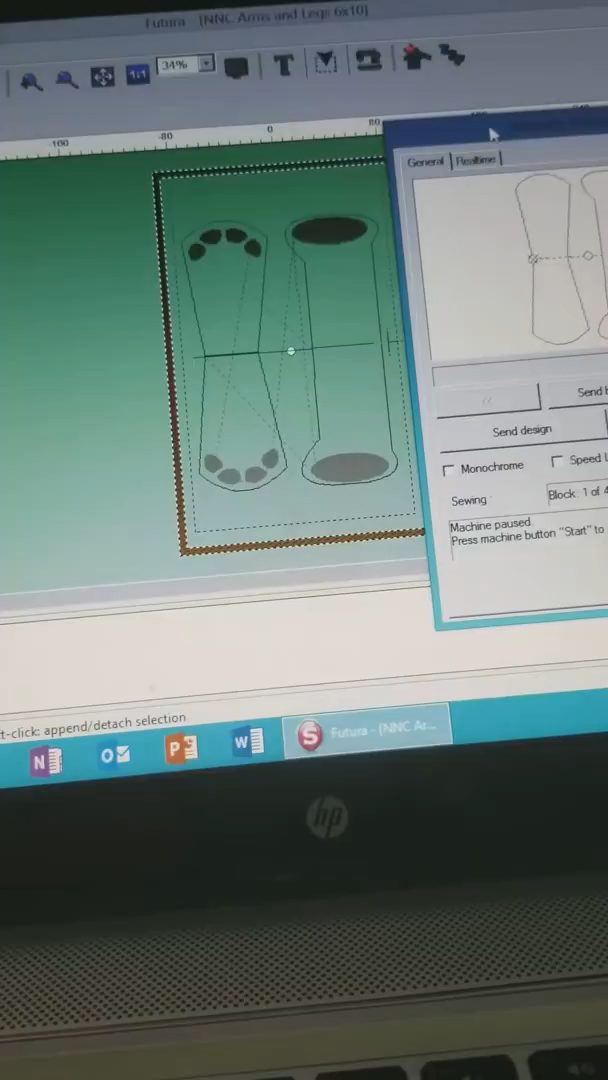 Futura - [NNC Arms and Legs 6x10]
1:1 34% T
-160 -80 0 80
General Realtime
Send
Send design
Monochrome Speed
Sewing Block: 1 of 4
Machine paused.
Press machine button "Start" to
t-click: append/detach selection
N O P W S Futura - [NNC Ar...
hp